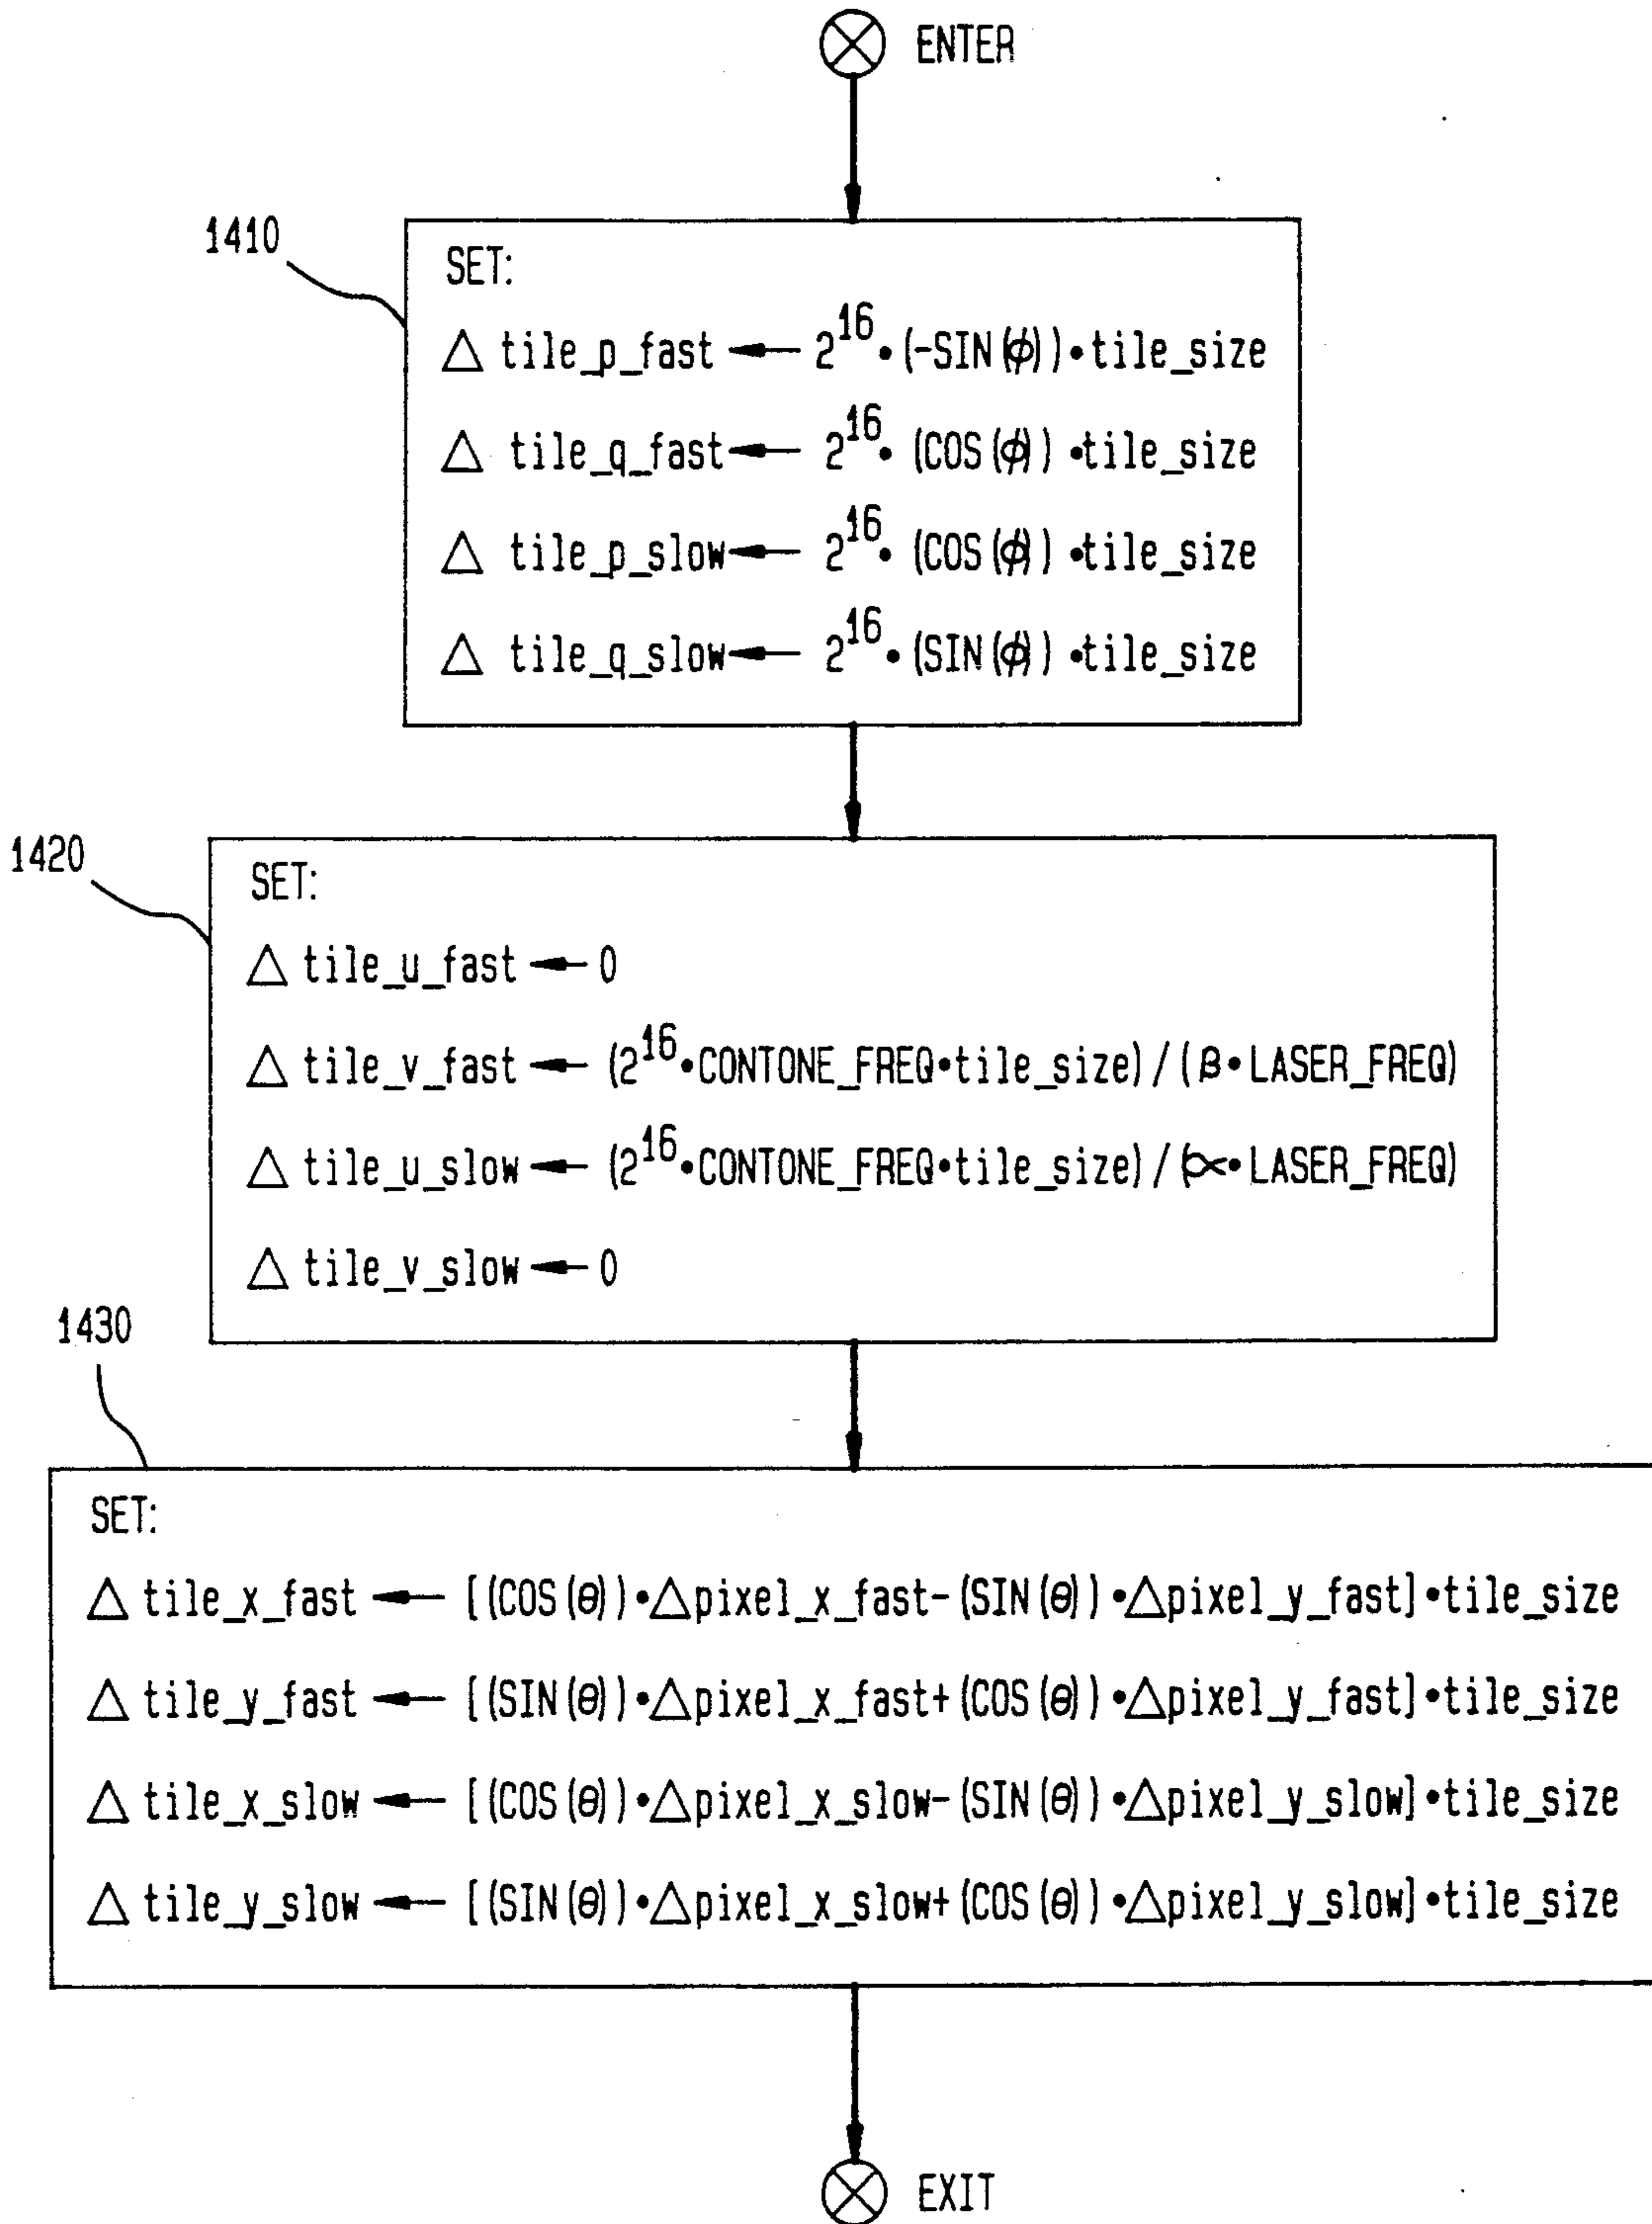 ENTER
1410
SET:
△ tile_p_fast ← 2^16•(-SIN(ϕ))•tile_size
△ tile_q_fast ← 2^16•(COS(ϕ))•tile_size
△ tile_p_slow ← 2^16•(COS(ϕ))•tile_size
△ tile_q_slow ← 2^16•(SIN(ϕ))•tile_size
1420
SET:
△ tile_u_fast ← 0
△ tile_v_fast ← (2^16•CONTONE_FREQ•tile_size)/(β•LASER_FREQ)
△ tile_u_slow ← (2^16•CONTONE_FREQ•tile_size)/(∝•LASER_FREQ)
△ tile_v_slow ← 0
1430
SET:
△ tile_x_fast ← [(COS(θ))•△pixel_x_fast-(SIN(θ))•△pixel_y_fast]•tile_size
△ tile_y_fast ← [(SIN(θ))•△pixel_x_fast+(COS(θ))•△pixel_y_fast]•tile_size
△ tile_x_slow ← [(COS(θ))•△pixel_x_slow-(SIN(θ))•△pixel_y_slow]•tile_size
△ tile_y_slow ← [(SIN(θ))•△pixel_x_slow+(COS(θ))•△pixel_y_slow]•tile_size
EXIT